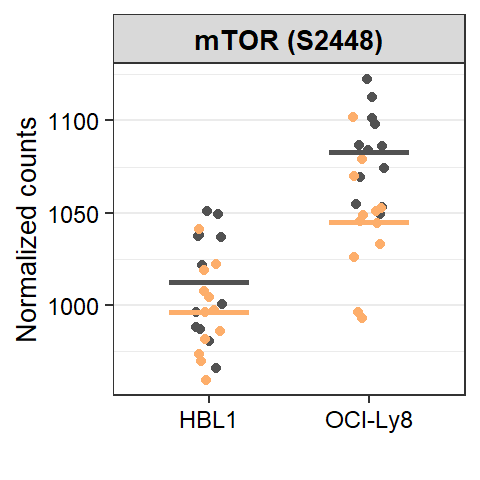 mTOR (S2448)
Normalized counts
1100
1050
1000
HBL1
OCI-Ly8